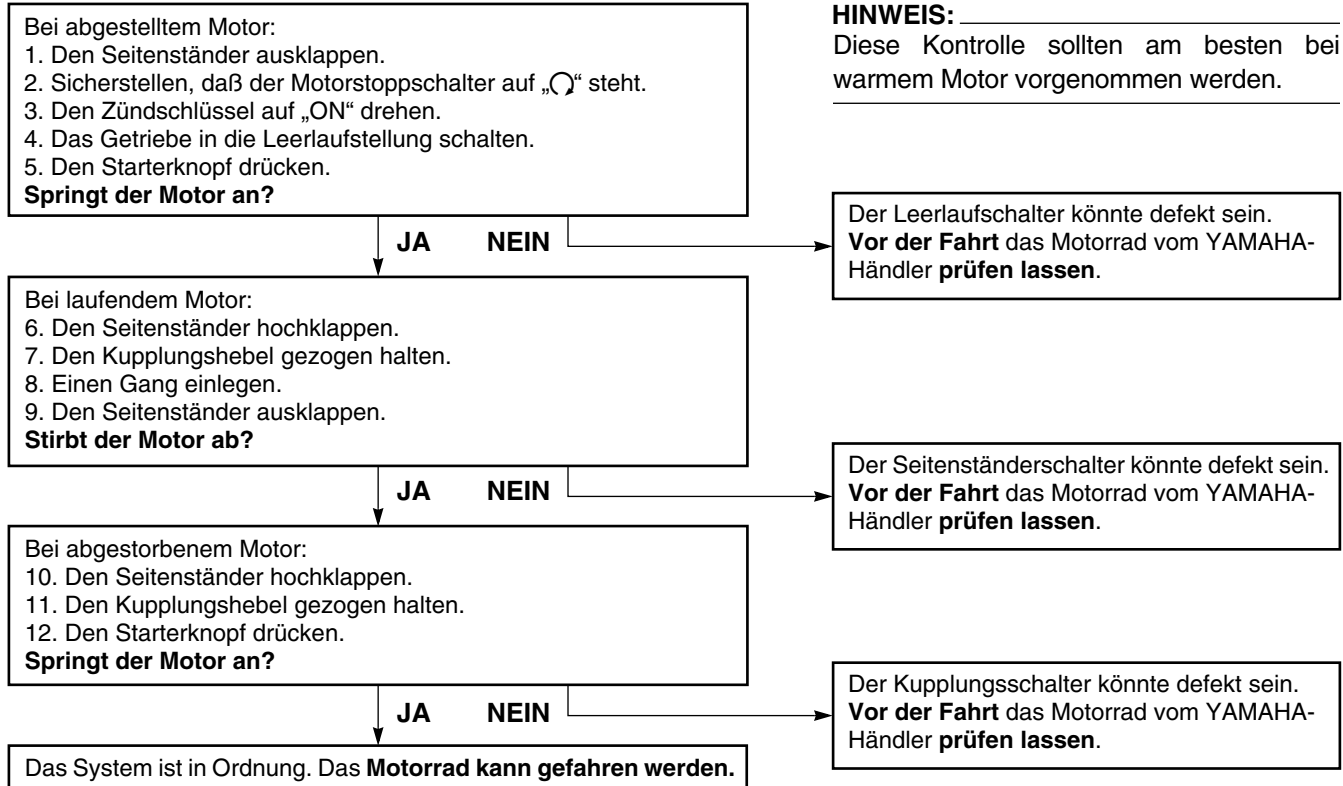 Bei abgestelltem Motor:
1. Den Seitenständer ausklappen.
2. Sicherstellen, daß der Motorstoppschalter auf „“ steht.
3. Den Zündschlüssel auf „ON“ drehen.
4. Das Getriebe in die Leerlaufstellung schalten.
5. Den Starterknopf drücken.
Springt der Motor an?
HINWEIS:
Diese Kontrolle sollten am besten bei
warmem Motor vorgenommen werden.
JA NEIN
Der Leerlaufschalter könnte defekt sein.
Vor der Fahrt das Motorrad vom YAMAHA-
Händler prüfen lassen.
Bei laufendem Motor:
6. Den Seitenständer hochklappen.
7. Den Kupplungshebel gezogen halten.
8. Einen Gang einlegen.
9. Den Seitenständer ausklappen.
Stirbt der Motor ab?
JA NEIN
Der Seitenständerschalter könnte defekt sein.
Vor der Fahrt das Motorrad vom YAMAHA-
Händler prüfen lassen.
Bei abgestorbenem Motor:
10. Den Seitenständer hochklappen.
11. Den Kupplungshebel gezogen halten.
12. Den Starterknopf drücken.
Springt der Motor an?
JA NEIN
Der Kupplungsschalter könnte defekt sein.
Vor der Fahrt das Motorrad vom YAMAHA-
Händler prüfen lassen.
Das System ist in Ordnung. Das Motorrad kann gefahren werden.